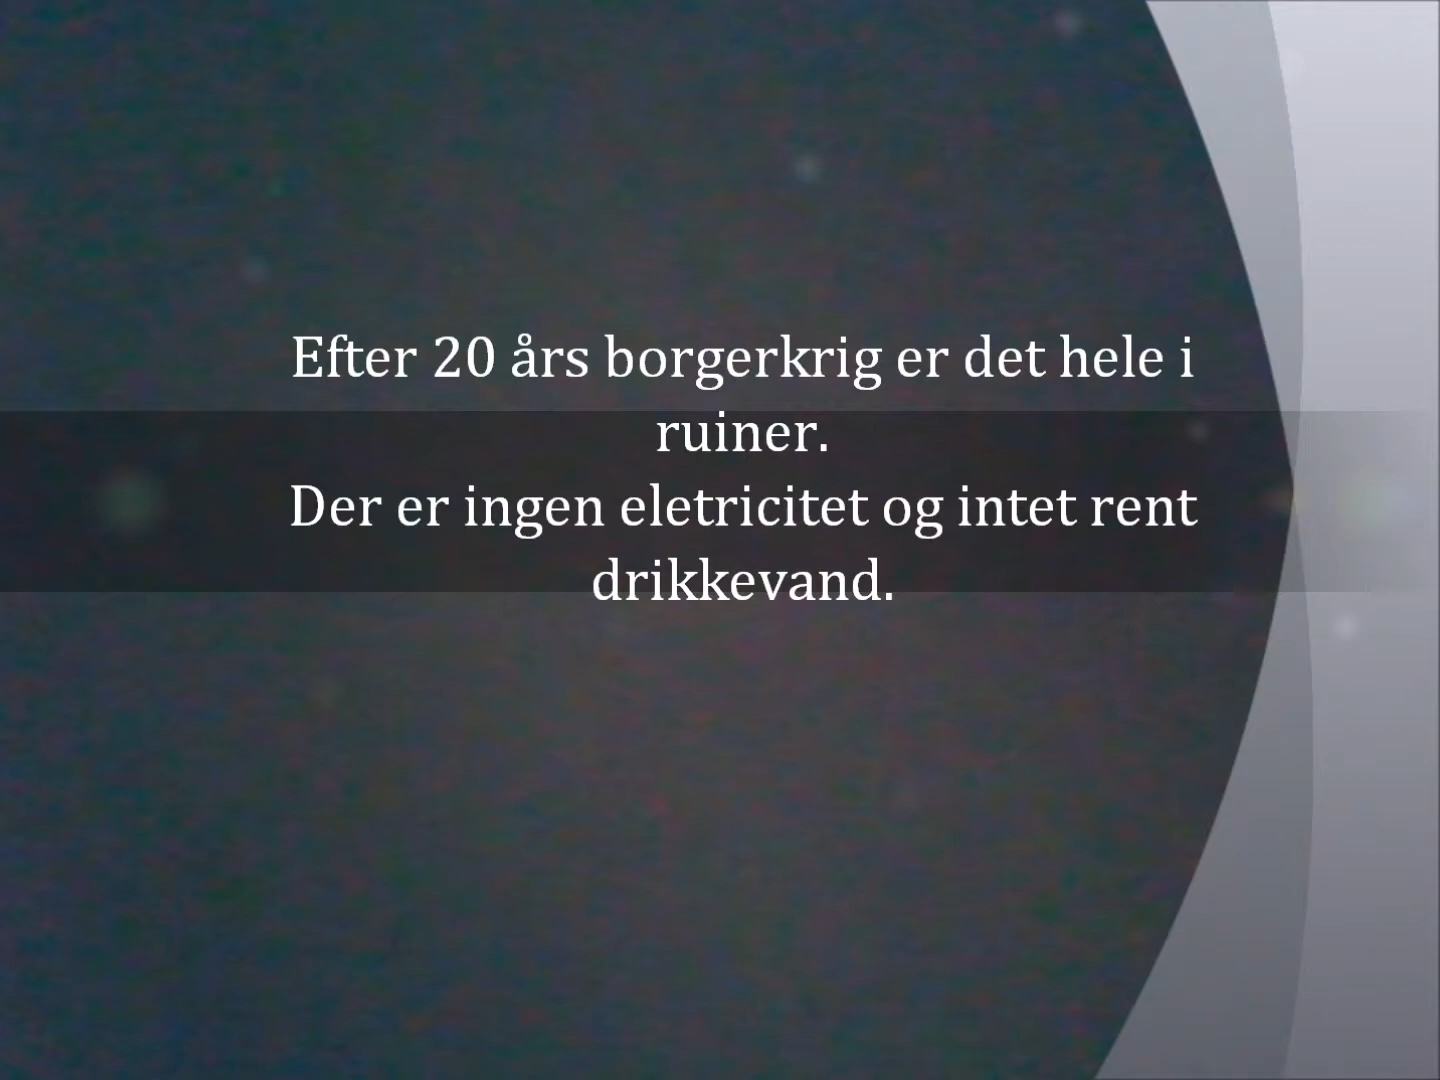 Efter 20 års borgerkrig er det hele i
ruiner.
Der er ingen eletricitet og intet rent
drikkevand.